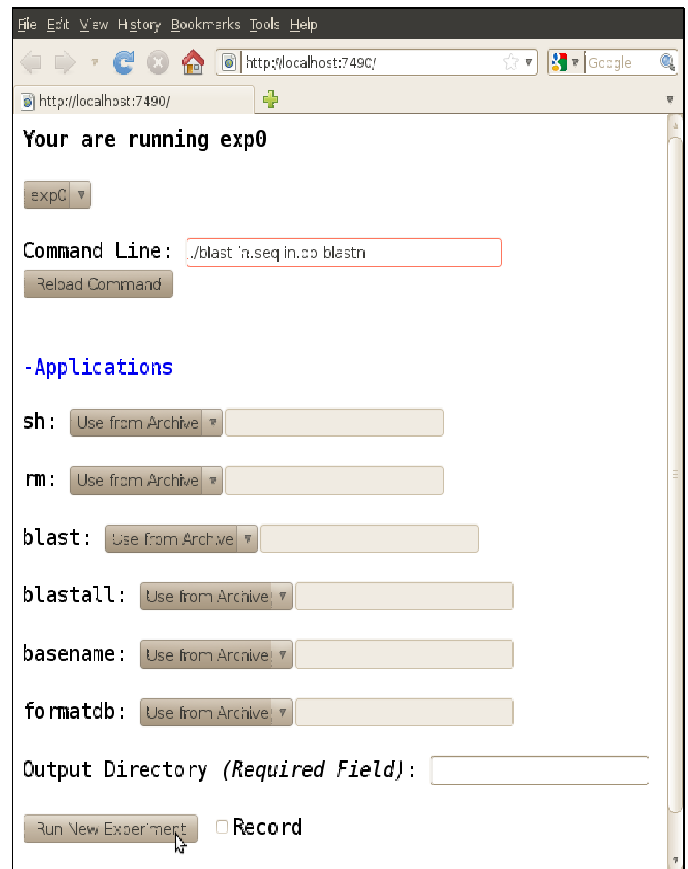 File Edit View History Bookmarks Tools Help
http://localhost:7490/ Google
http://localhost:7490/
Your are running exp0
exp0
Command Line: ./blast in.seq in.db blastn
Reload Command
-Applications
sh: Use from Archive
rm: Use from Archive
blast: Use from Archive
blastall: Use from Archive
basename: Use from Archive
formatdb: Use from Archive
Output Directory (Required Field):
Run New Experiment Record